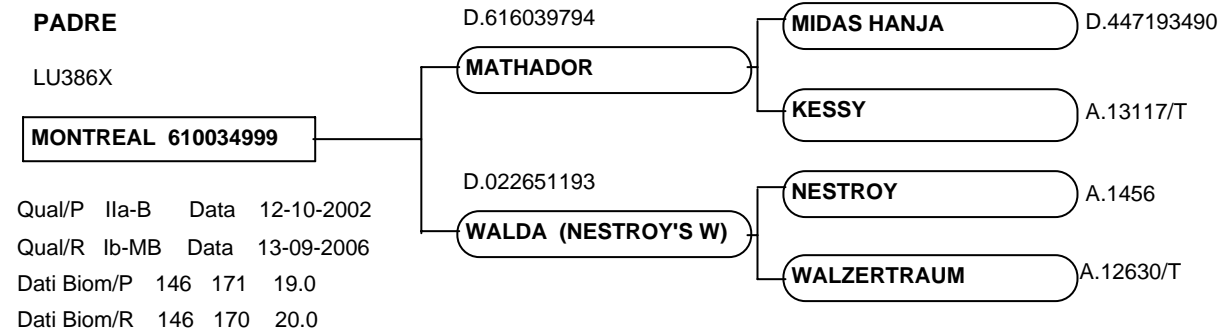 PADRE
LU386X
MONTREAL 610034999
Qual/P IIa-B Data 12-10-2002
Qual/R Ib-MB Data 13-09-2006
Dati Biom/P 146 171 19.0
Dati Biom/R 146 170 20.0
D.616039794
MATHADOR
D.022651193
WALDA (NESTROY'S W)
MIDAS HANJA D.447193490
KESSY A.13117/T
NESTROY A.1456
WALZERTRAUM A.12630/T